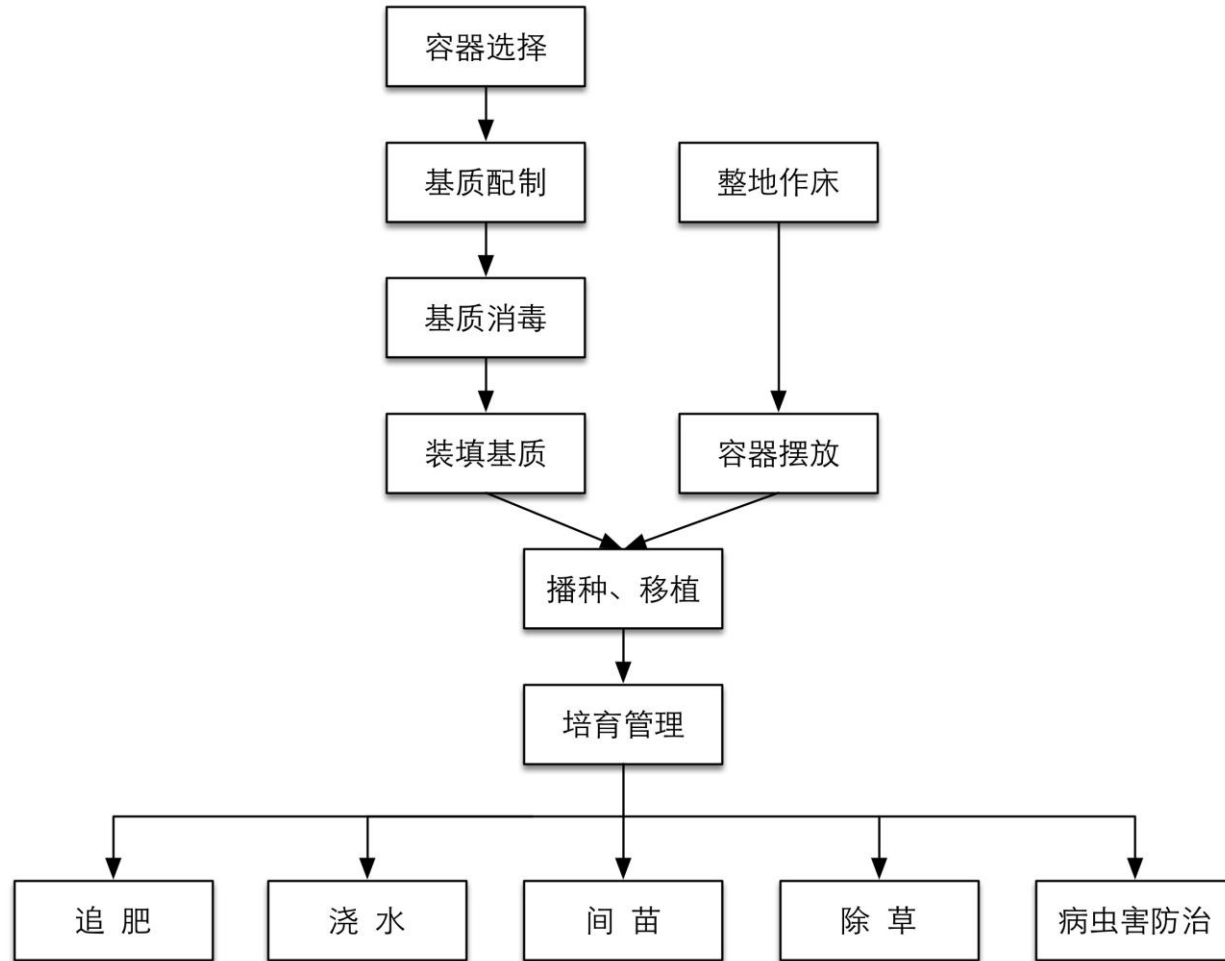 容器选择
基质配制
整地作床
基质消毒
装填基质
容器摆放
播种、移植
培育管理
追 肥
浇 水
间 苗
除 草
病虫害防治